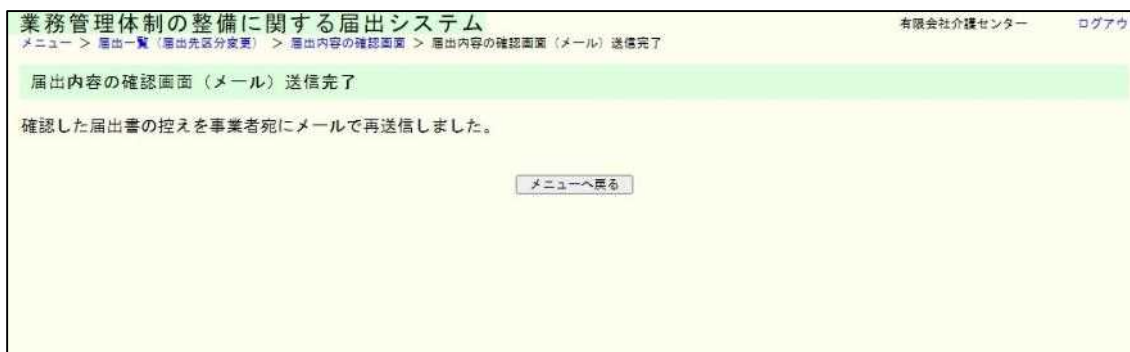 業務管理体制の整備に関する届出システム
有限会社介護センター ログアウ
メニュー > 届出一覧（届出先区分変更） > 届出内容の確認画面 > 届出内容の確認画面（メール）送信完了
届出内容の確認画面（メール）送信完了
確認した届出書の控えを事業者宛にメールで再送信しました。
メニューへ戻る